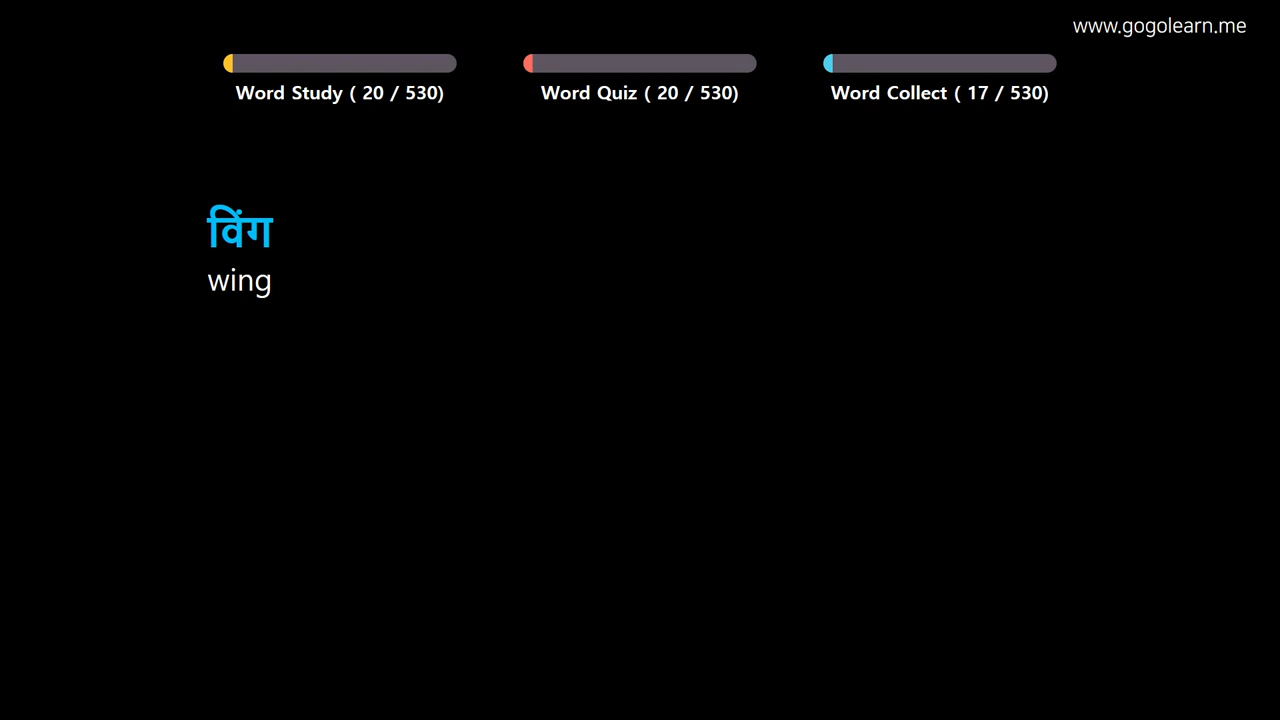 www.gogolearn.me
Word Study ( 20 / 530)
Word Quiz ( 20 / 530)
Word Collect ( 17 / 530)
विंग
wing